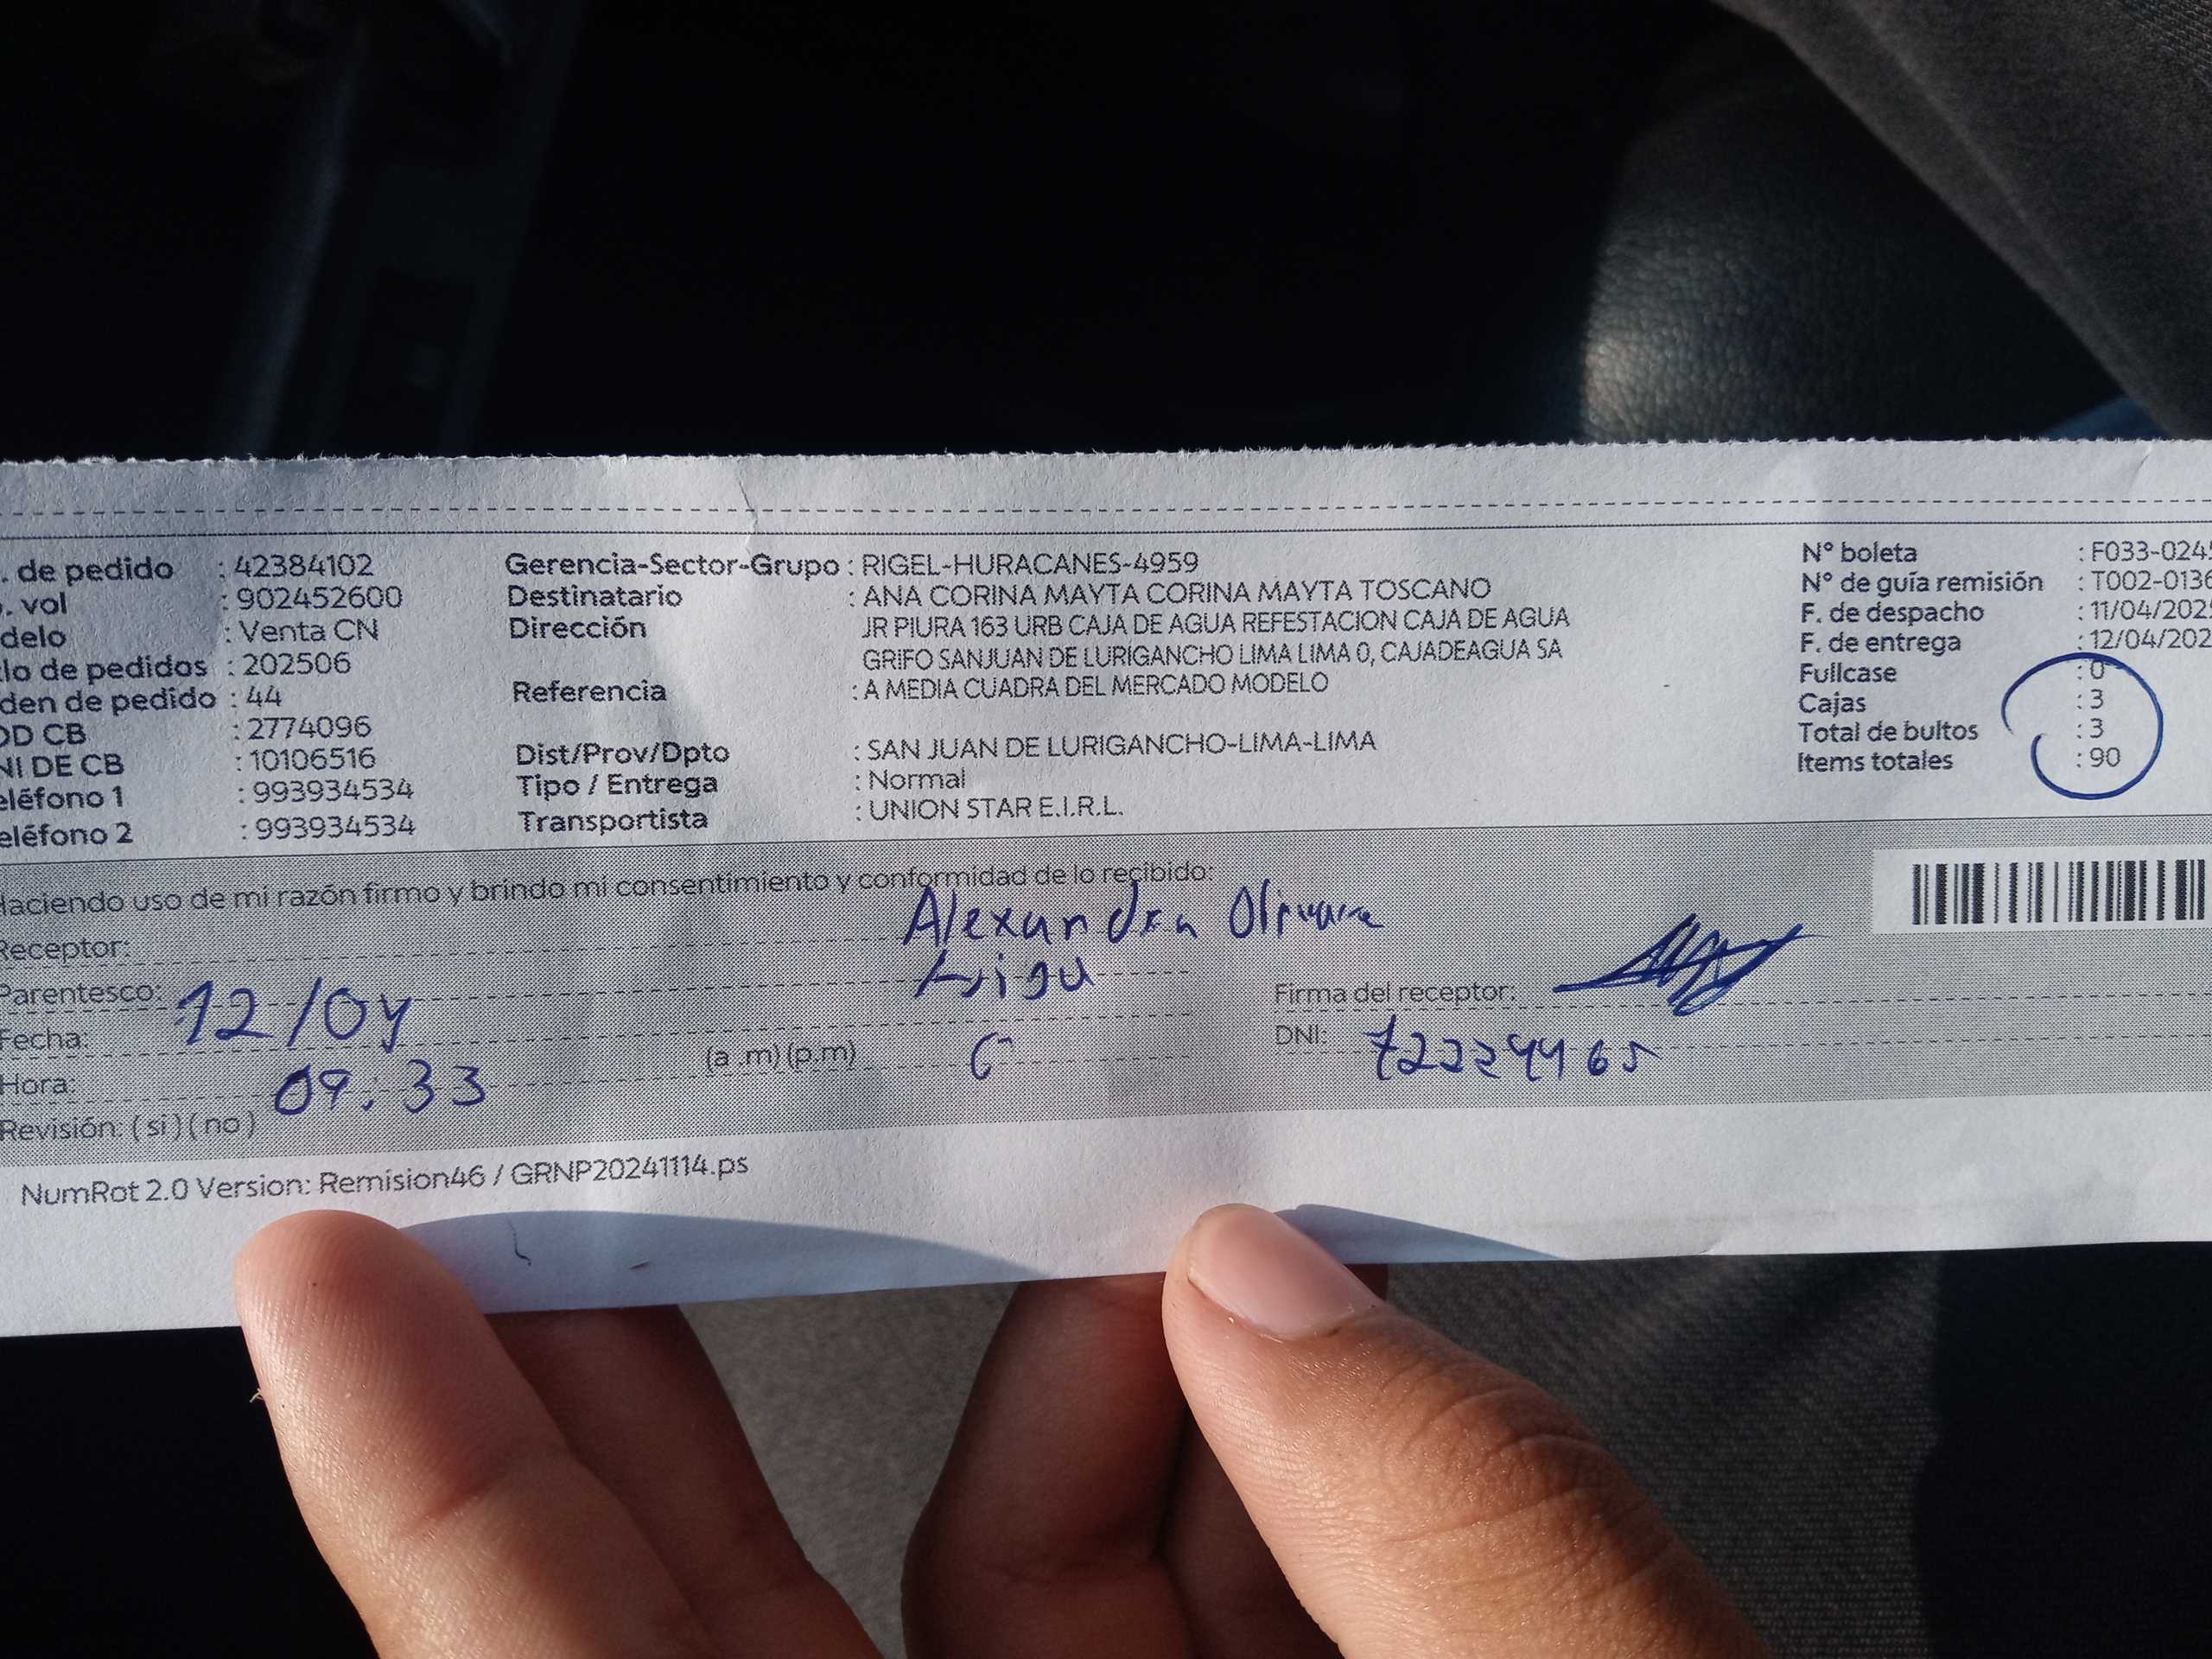 . de pedido : 42384102
. vol : 902452600
delo : Venta CN
lo de pedidos : 202506
den de pedido : 44
OD CB : 2774096
NI DE CB : 10106516
eléfono 1 : 993934534
eléfono 2 : 993934534
Gerencia-Sector-Grupo : RIGEL-HURACANES-4959
Destinatario : ANA CORINA MAYTA CORINA MAYTA TOSCANO
Dirección JR PIURA 163 URB CAJA DE AGUA REFESTACION CAJA DE AGUA
GRIFO SANJUAN DE LURIGANCHO LIMA LIMA 0, CAJADEAGUA SA
Referencia : A MEDIA CUADRA DEL MERCADO MODELO
Dist/Prov/Dpto : SAN JUAN DE LURIGANCHO-LIMA-LIMA
Tipo / Entrega : Normal
Transportista : UNION STAR E.I.R.L.
N° boleta : F033-024
N° de guía remisión : T002-0136
F. de despacho : 11/04/202
F. de entrega : 12/04/202
Fullcase : 0
Cajas : 3
Total de bultos : 3
Items totales : 90
Haciendo uso de mi razón firmo y brindo mi consentimiento y conformidad de lo recibido:
Receptor: Alexandra
Parentesco:
Fecha: 12/04
Hora: 09:33 (a .m) (p.m)
Revisión: ( si ) ( no )
Firma del receptor:
DNI:
NumRot 2.0 Version: Remision46 / GRNP20241114.ps